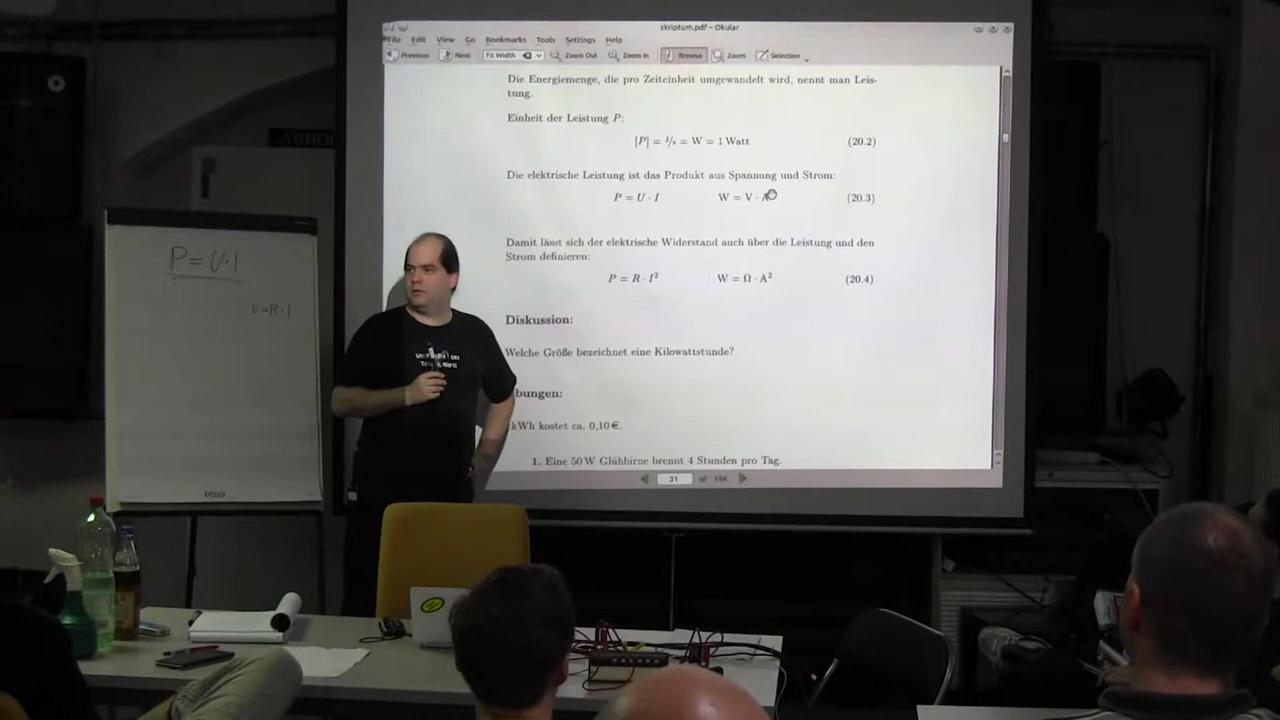 skriptum.pdf – Okular
File Edit View Go Bookmarks Tools Settings Help
Previous Next Fit Width Zoom Out Zoom In Browse Zoom Selection
Die Energiemenge, die pro Zeiteinheit umgewandelt wird, nennt man Leis-
tung.
Einheit der Leistung P:
[P] = J/s = W = 1 Watt (20.2)
Die elektrische Leistung ist das Produkt aus Spannung und Strom:
P = U · I W = V · A (20.3)
Damit lässt sich der elektrische Widerstand auch über die Leistung und den
Strom definieren:
P = R · I² W = Ω · A² (20.4)
Diskussion:
Welche Größe bezeichnet eine Kilowattstunde?
bungen:
kWh kostet ca. 0,10 €.
1. Eine 50 W Glühbirne brennt 4 Stunden pro Tag.
31 of 194
P = U · I
U = R · I